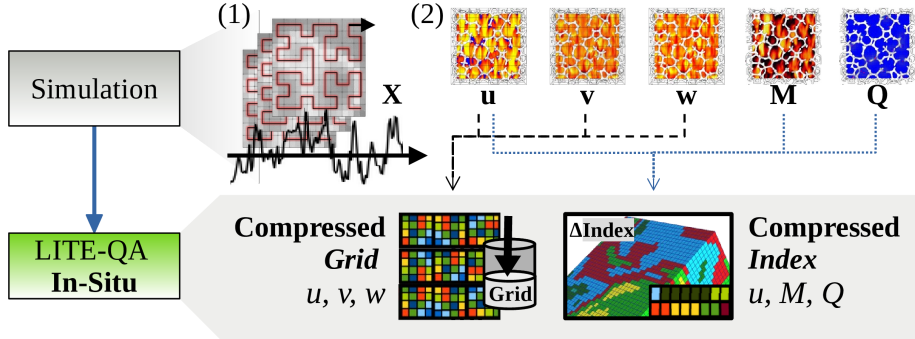 (1)
(2)
Simulation
X
u
v
w
M
Q
LITE-QA
In-Situ
Compressed
Grid
u, v, w
Grid
ΔIndex
Compressed
Index
u, M, Q